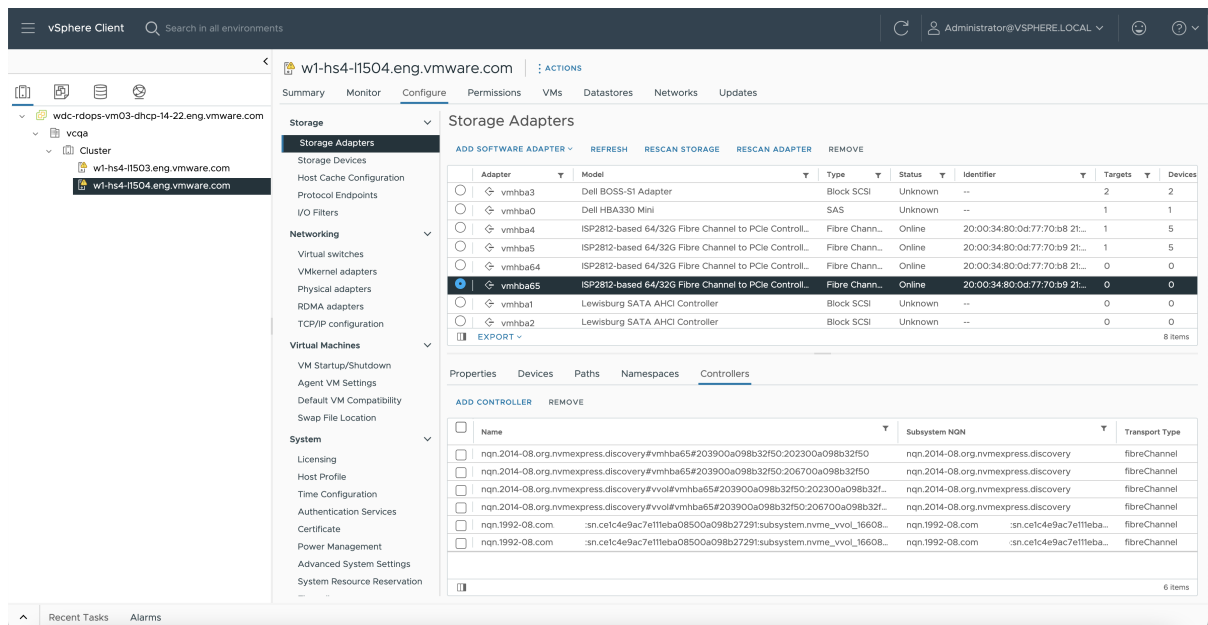 vSphere Client
Search in all environments
Administrator@VSPHERE.LOCAL
wdc-rdops-vm03-dhcp-14-22.eng.vmware.com
vcqa
Cluster
w1-hs4-l1503.eng.vmware.com
w1-hs4-l1504.eng.vmware.com
w1-hs4-l1504.eng.vmware.com
ACTIONS
Summary Monitor Configure Permissions VMs Datastores Networks Updates
Storage
Storage Adapters
Storage Devices
Host Cache Configuration
Protocol Endpoints
I/O Filters
Networking
Virtual switches
VMkernel adapters
Physical adapters
RDMA adapters
TCP/IP configuration
Virtual Machines
VM Startup/Shutdown
Agent VM Settings
Default VM Compatibility
Swap File Location
System
Licensing
Host Profile
Time Configuration
Authentication Services
Certificate
Power Management
Advanced System Settings
System Resource Reservation
Storage Adapters
ADD SOFTWARE ADAPTER REFRESH RESCAN STORAGE RESCAN ADAPTER REMOVE
Adapter Model Type Status Identifier Targets Devices
vmhba3 Dell BOSS-S1 Adapter Block SCSI Unknown -- 2 2
vmhba0 Dell HBA330 Mini SAS Unknown -- 1 1
vmhba4 ISP2812-based 64/32G Fibre Channel to PCIe Controll... Fibre Chann... Online 20:00:34:80:0d:77:70:b8 21:... 1 5
vmhba5 ISP2812-based 64/32G Fibre Channel to PCIe Controll... Fibre Chann... Online 20:00:34:80:0d:77:70:b9 21:... 1 5
vmhba64 ISP2812-based 64/32G Fibre Channel to PCIe Controll... Fibre Chann... Online 20:00:34:80:0d:77:70:b8 21:... 0 0
vmhba65 ISP2812-based 64/32G Fibre Channel to PCIe Controll... Fibre Chann... Online 20:00:34:80:0d:77:70:b9 21:... 0 0
vmhba1 Lewisburg SATA AHCI Controller Block SCSI Unknown -- 0 0
vmhba2 Lewisburg SATA AHCI Controller Block SCSI Unknown -- 0 0
EXPORT 8 items
Properties Devices Paths Namespaces Controllers
ADD CONTROLLER REMOVE
Name Subsystem NQN Transport Type
nqn.2014-08.org.nvmexpress.discovery#vmhba65#203900a098b32f50:202300a098b32f50 nqn.2014-08.org.nvmexpress.discovery fibreChannel
nqn.2014-08.org.nvmexpress.discovery#vmhba65#203900a098b32f50:206700a098b32f50 nqn.2014-08.org.nvmexpress.discovery fibreChannel
nqn.2014-08.org.nvmexpress.discovery#vvol#vmhba65#203900a098b32f50:202300a098b32f... nqn.2014-08.org.nvmexpress.discovery fibreChannel
nqn.2014-08.org.nvmexpress.discovery#vvol#vmhba65#203900a098b32f50:206700a098b32f... nqn.2014-08.org.nvmexpress.discovery fibreChannel
nqn.1992-08.com :sn.ce1c4e9ac7e111eba08500a098b27291:subsystem.nvme_vvol_16608... nqn.1992-08.com :sn.ce1c4e9ac7e111eba... fibreChannel
nqn.1992-08.com :sn.ce1c4e9ac7e111eba08500a098b27291:subsystem.nvme_vvol_16608... nqn.1992-08.com :sn.ce1c4e9ac7e111eba... fibreChannel
6 items
Recent Tasks Alarms